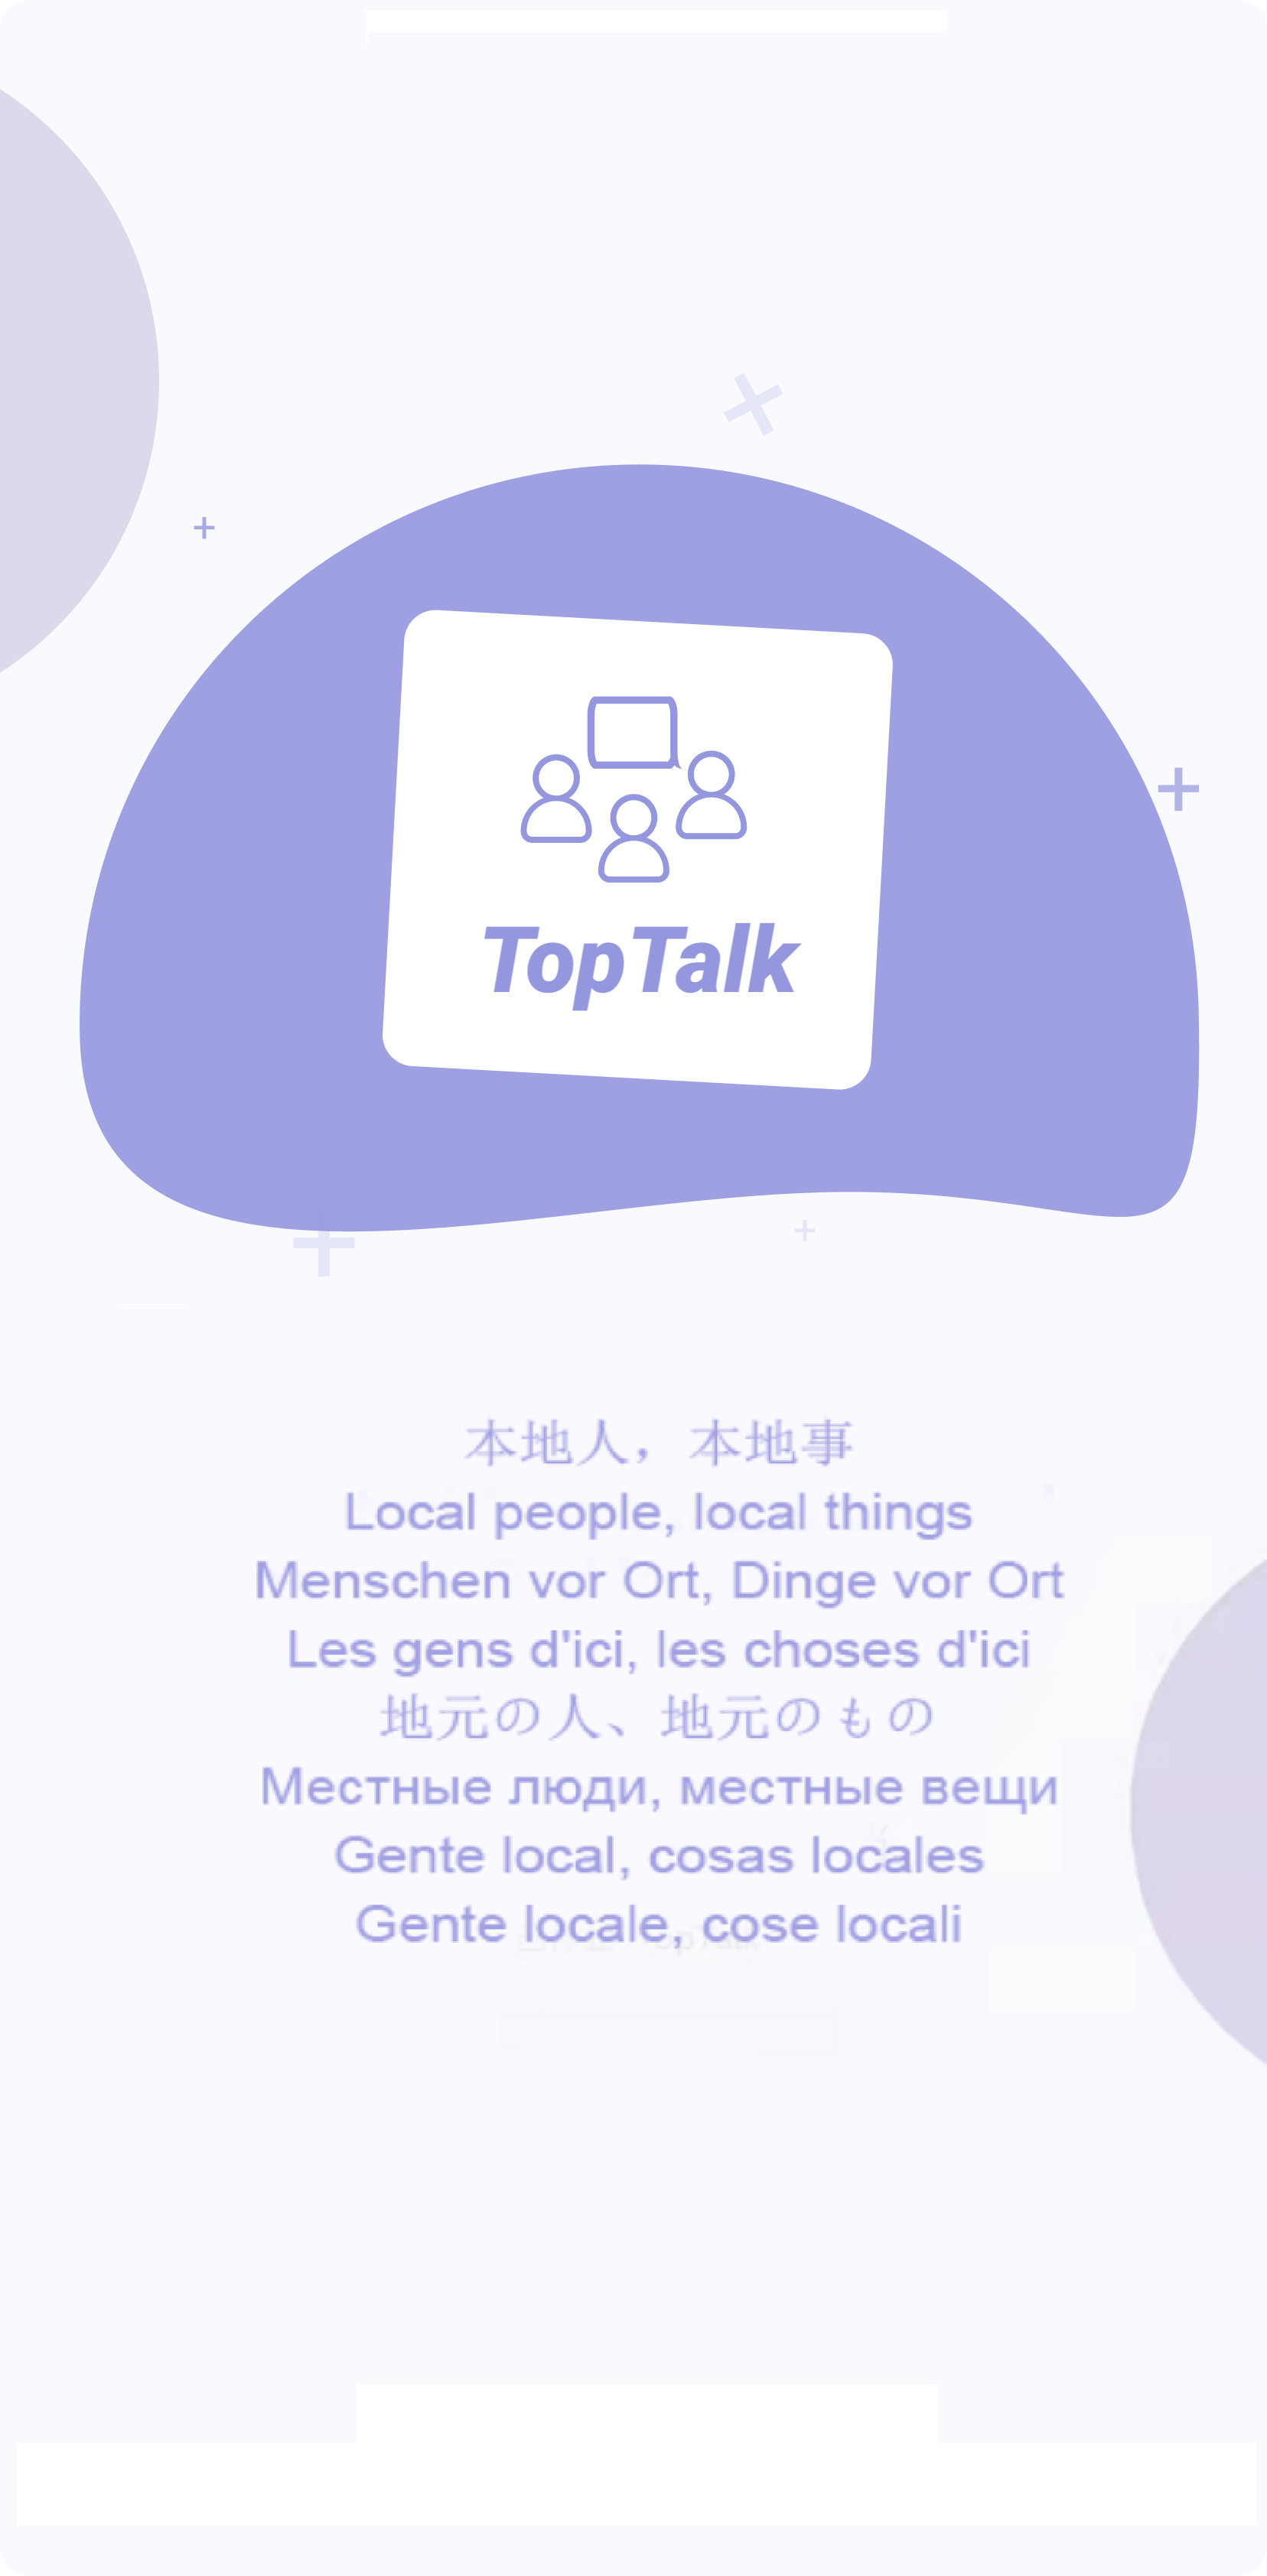 TopTalk
本地人，本地事
Local people, local things
Menschen vor Ort, Dinge vor Ort
Les gens d'ici, les choses d'ici
地元の人、地元のもの
Местные люди, местные вещи
Gente local, cosas locales
Gente locale, cose locali